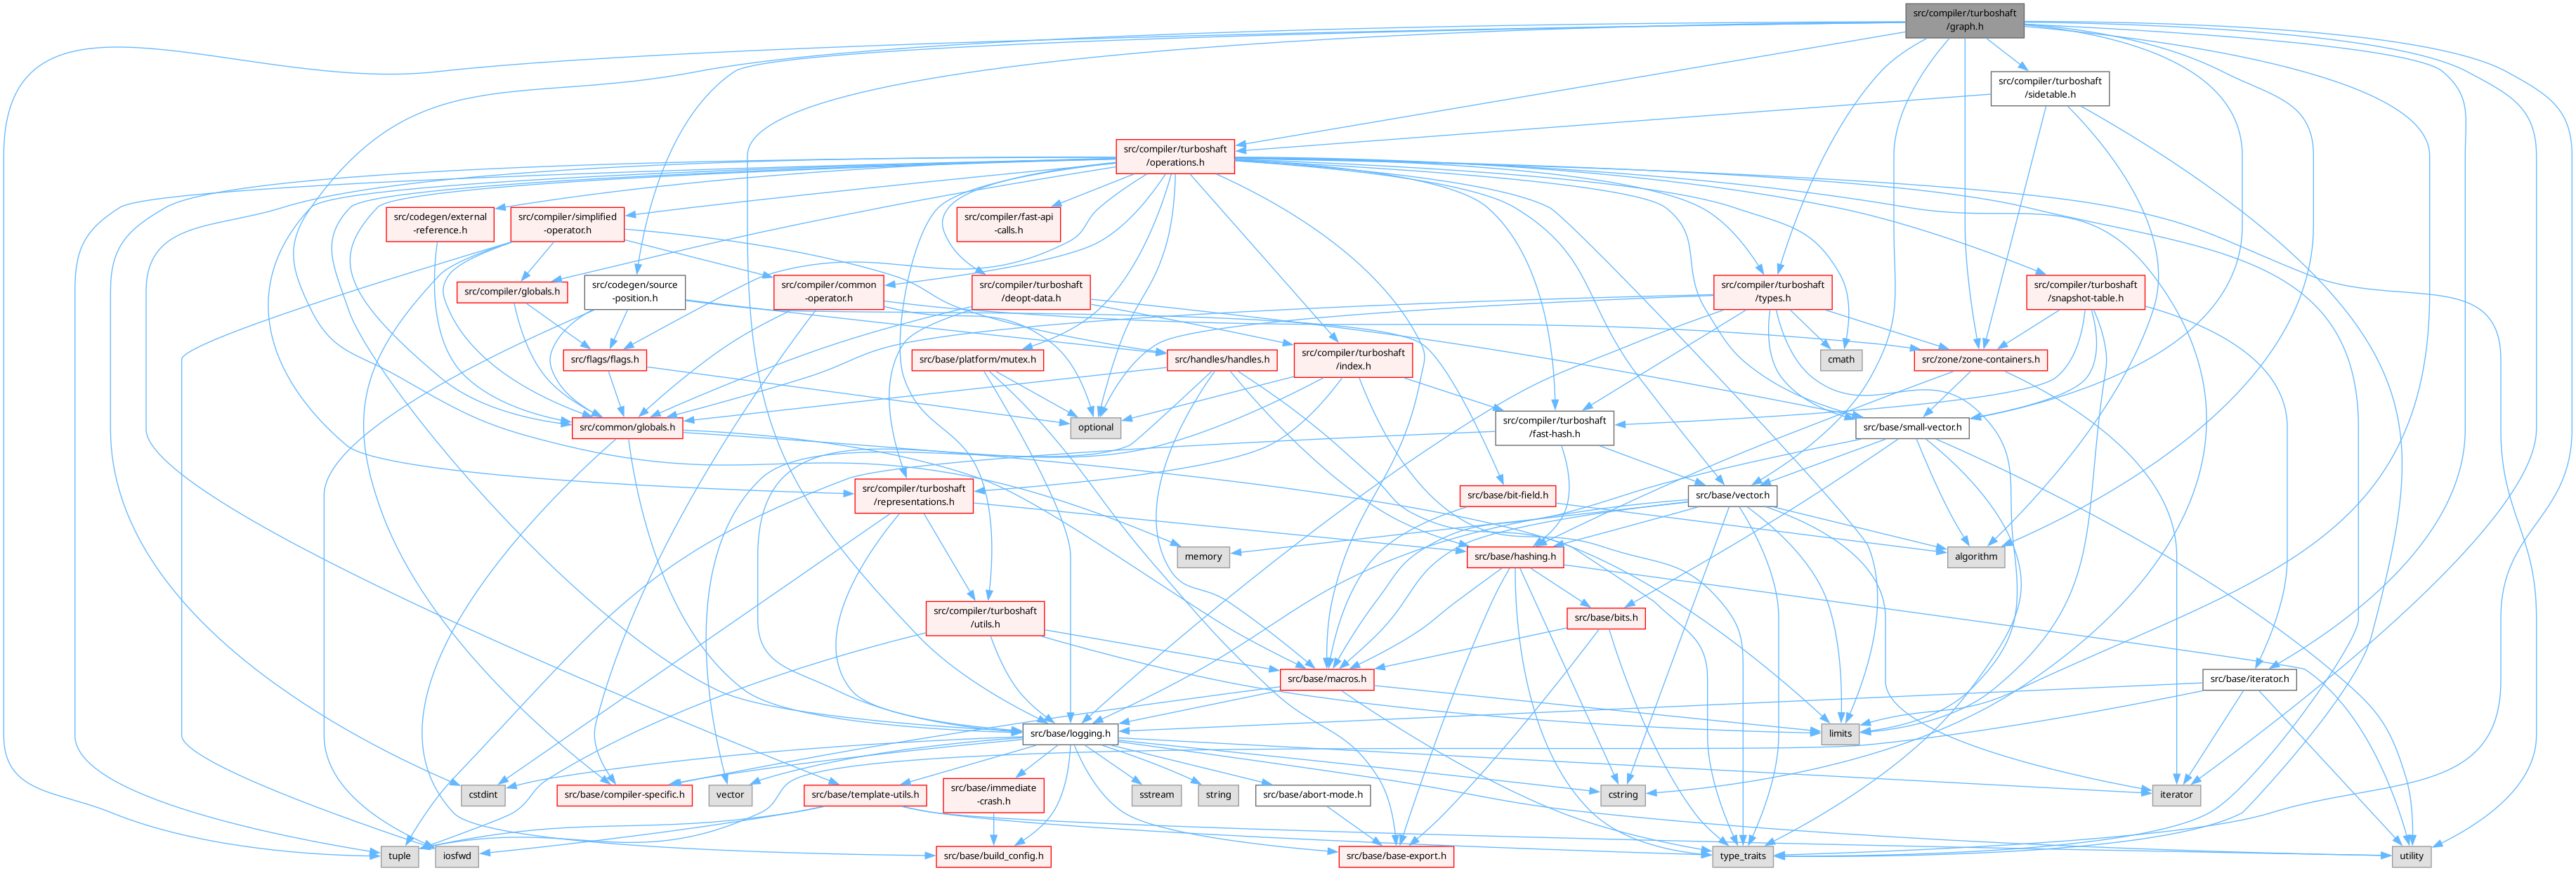 src/compiler/turboshaft
/graph.h
src/compiler/turboshaft
/sidetable.h
src/compiler/turboshaft
/operations.h
src/codegen/external
-reference.h
src/compiler/simplified
-operator.h
src/compiler/fast-api
-calls.h
src/compiler/globals.h
src/codegen/source
-position.h
src/compiler/common
-operator.h
src/compiler/turboshaft
/deopt-data.h
src/compiler/turboshaft
/types.h
src/compiler/turboshaft
/snapshot-table.h
src/flags/flags.h
src/base/platform/mutex.h
src/handles/handles.h
src/compiler/turboshaft
/index.h
cmath
src/zone/zone-containers.h
src/common/globals.h
optional
src/compiler/turboshaft
/fast-hash.h
src/base/small-vector.h
src/compiler/turboshaft
/representations.h
src/base/bit-field.h
src/base/vector.h
memory
src/base/hashing.h
algorithm
src/compiler/turboshaft
/utils.h
src/base/bits.h
src/base/macros.h
src/base/iterator.h
src/base/logging.h
limits
cstdint
src/base/compiler-specific.h
vector
src/base/template-utils.h
src/base/immediate
-crash.h
sstream
string
src/base/abort-mode.h
cstring
iterator
tuple
iosfwd
src/base/build_config.h
src/base/base-export.h
type_traits
utility